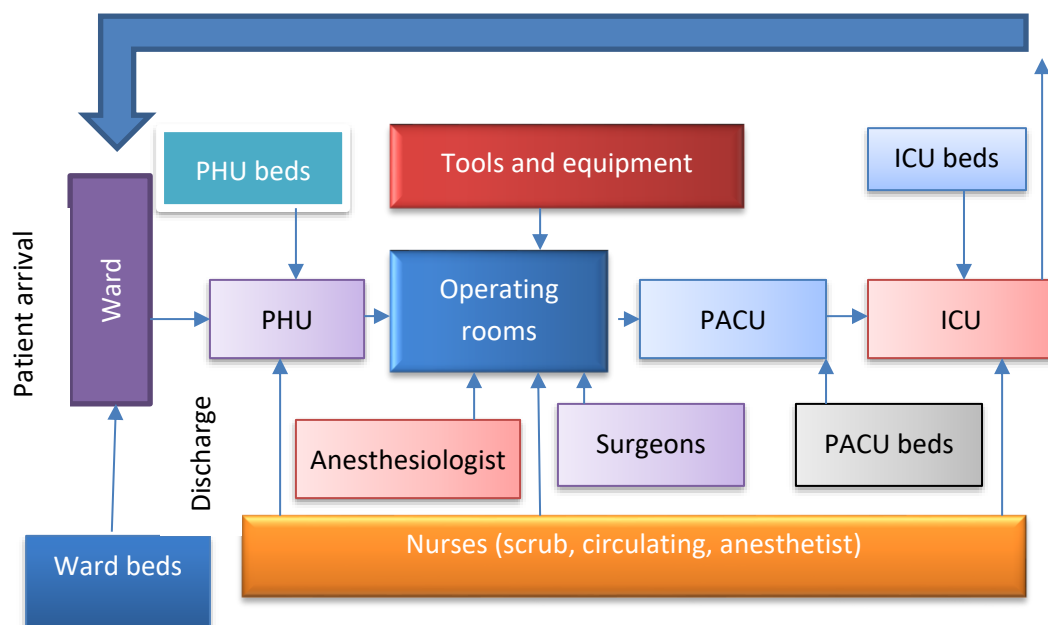 PHU beds
Tools and equipment
ICU beds
Patient arrival
Ward
PHU
Operating
rooms
PACU
ICU
Discharge
Anesthesiologist
Surgeons
PACU beds
Nurses (scrub, circulating, anesthetist)
Ward beds